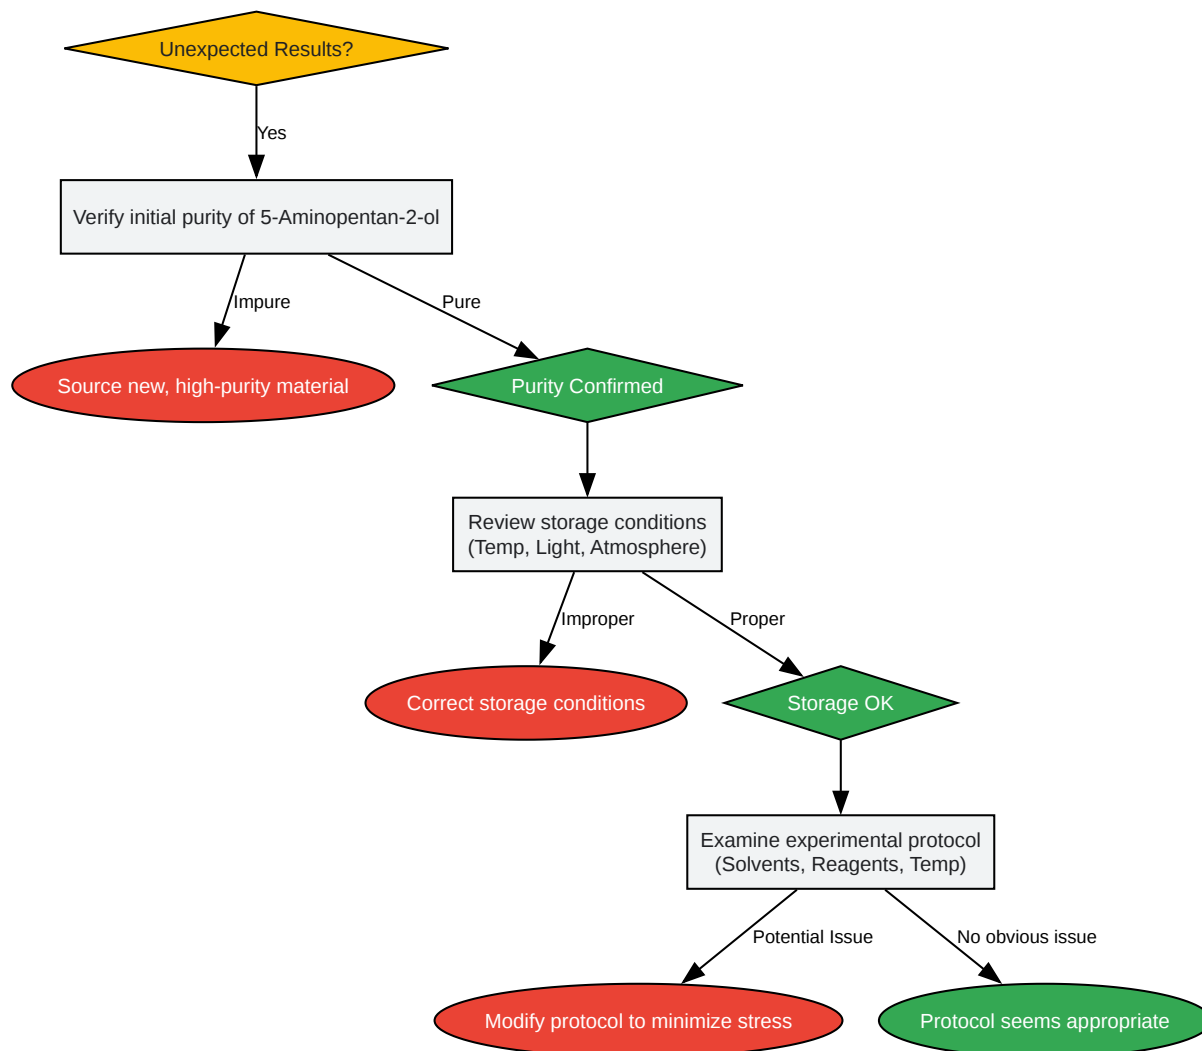 Unexpected Results?
Yes
Verify initial purity of 5-Aminopentan-2-ol
Impure
Pure
Source new, high-purity material
Purity Confirmed
Review storage conditions
(Temp, Light, Atmosphere)
Improper
Proper
Correct storage conditions
Storage OK
Examine experimental protocol
(Solvents, Reagents, Temp)
Potential Issue
No obvious issue
Modify protocol to minimize stress
Protocol seems appropriate